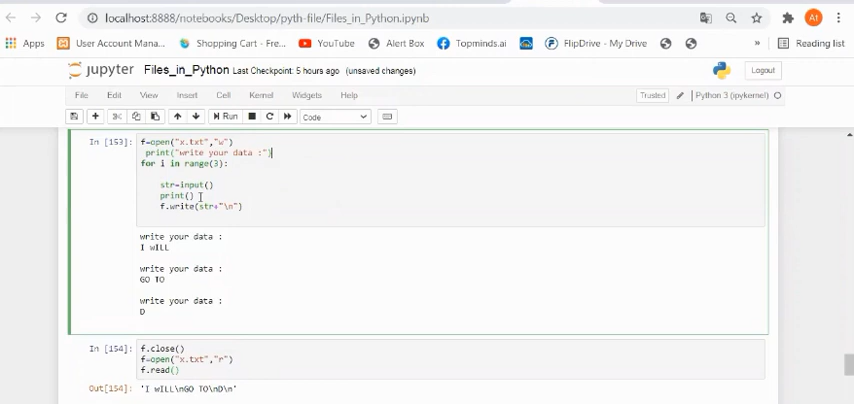 localhost:8888/notebooks/Desktop/pyth-file/Files_in_Python.ipynb
At
Apps User Account Mana... Shopping Cart - Fre... YouTube Alert Box Topminds.ai FlipDrive - My Drive » Reading list
jupyter Files_in_Python Last Checkpoint: 5 hours ago (unsaved changes) Logout
File Edit View Insert Cell Kernel Widgets Help Trusted Python 3 (ipykernel)
Run Code
In [153]: f=open("x.txt","w")
print("write your data :")
for i in range(3):
str=input()
print()
f.write(str+"\n")
write your data :
I wILL
write your data :
GO TO
write your data :
D
In [154]: f.close()
f=open("x.txt","r")
f.read()
Out[154]: 'I wILL\nGO TO\nD\n'